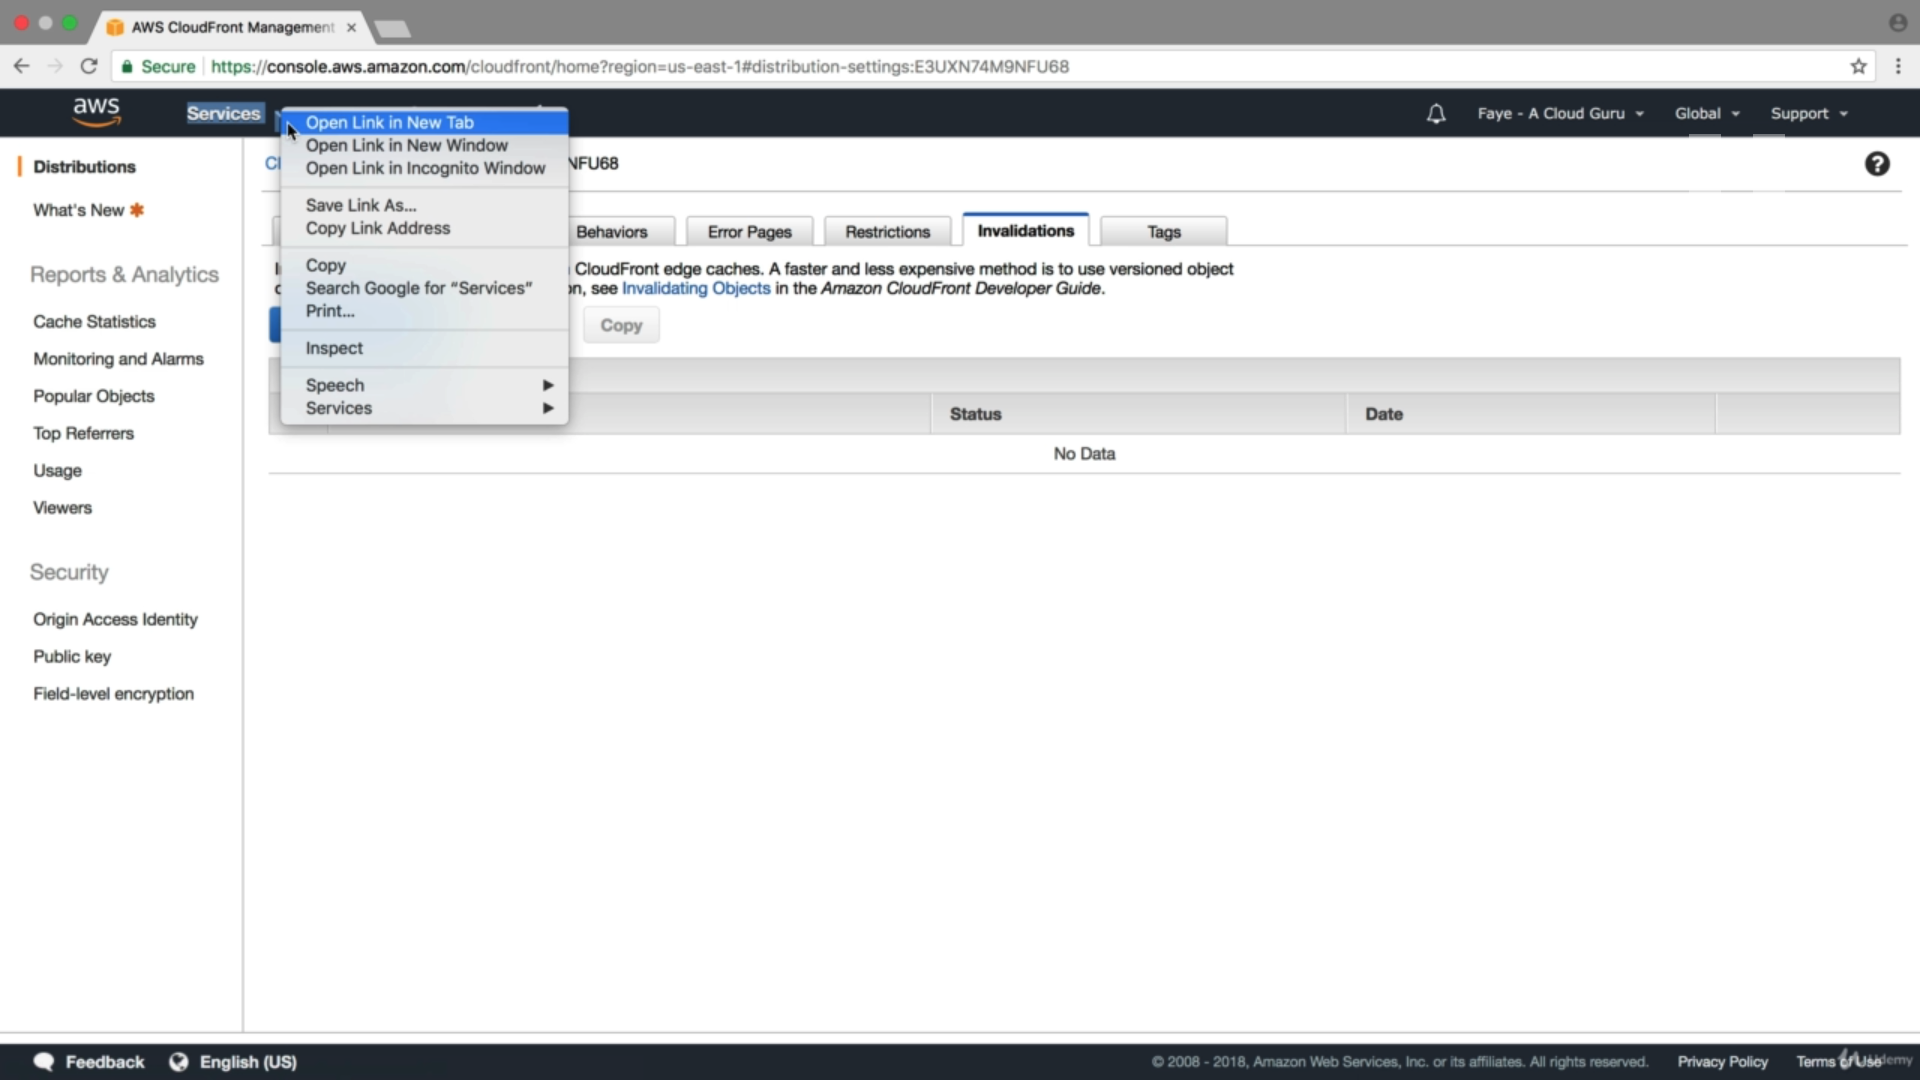 AWS CloudFront Management
Secure https://console.aws.amazon.com/cloudfront/home?region=us-east-1#distribution-settings:E3UXN74M9NFU68
aws
Services
Faye - A Cloud Guru
Global
Support
Open Link in New Tab
Open Link in New Window
Open Link in Incognito Window
Save Link As...
Copy Link Address
Copy
Search Google for “Services”
Print...
Inspect
Speech
Services
Distributions
What's New
Reports & Analytics
Cache Statistics
Monitoring and Alarms
Popular Objects
Top Referrers
Usage
Viewers
Security
Origin Access Identity
Public key
Field-level encryption
NFU68
Behaviors
Error Pages
Restrictions
Invalidations
Tags
CloudFront edge caches. A faster and less expensive method is to use versioned object
see Invalidating Objects in the Amazon CloudFront Developer Guide.
Copy
Status
Date
No Data
Feedback
English (US)
© 2008 - 2018, Amazon Web Services, Inc. or its affiliates. All rights reserved.
Privacy Policy
Terms of Use